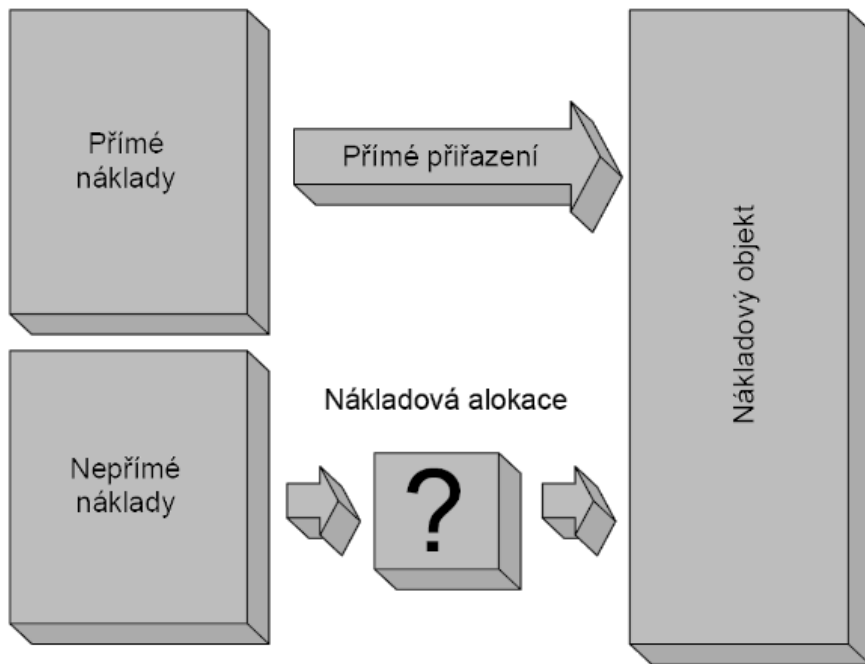 Přímé
náklady
Přímé přiřazení
Nákladový objekt
Nákladová alokace
Nepřímé
náklady
?